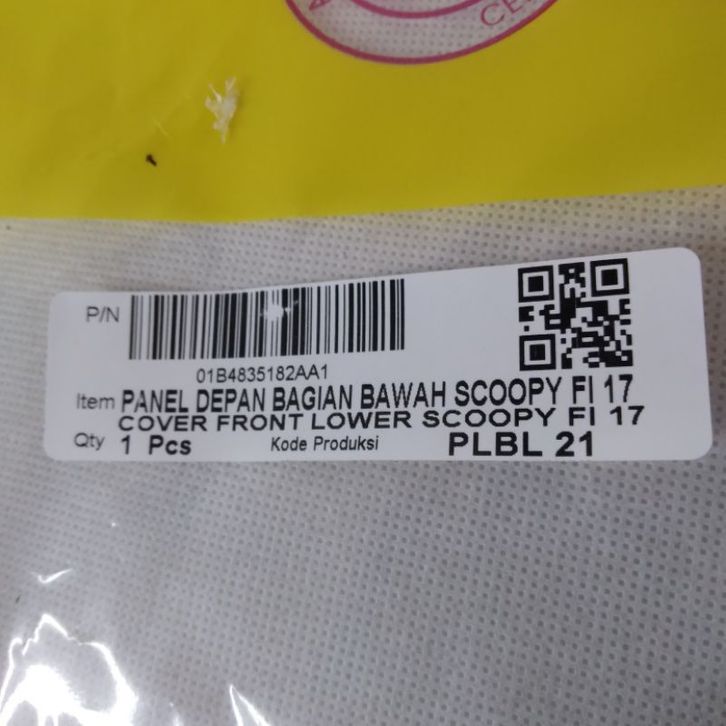 P/N
01B4835182AA1
Item PANEL DEPAN BAGIAN BAWAH SCOOPY FI 17
COVER FRONT LOWER SCOOPY FI 17
Qty 1 Pcs Kode Produksi PLBL 21